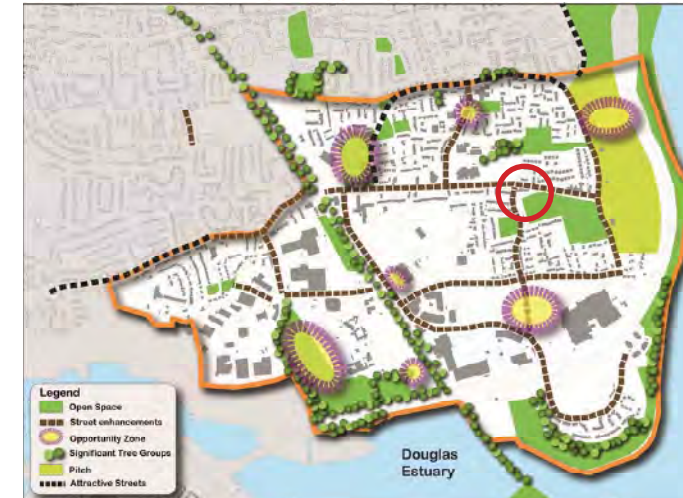 Legend
Open Space
Street enhancements
Opportunity Zone
Significant Tree Groups
Pitch
Attractive Streets
Douglas
Estuary